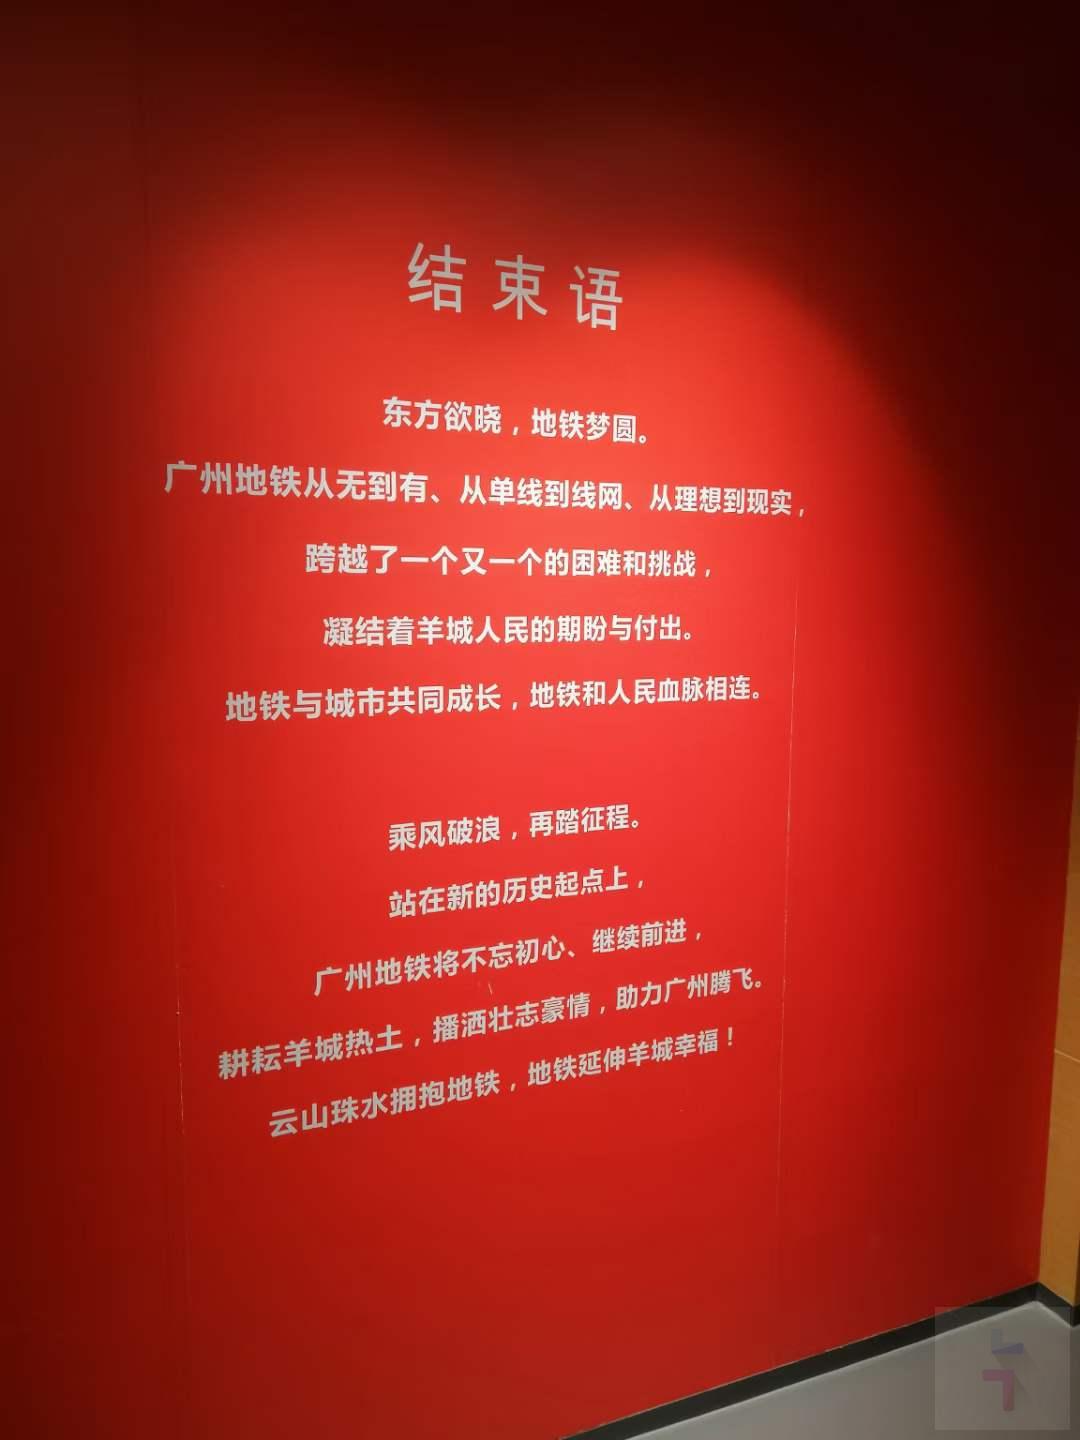 结束语
东方欲晓，地铁梦圆。
广州地铁从无到有、从单线到线网、从理想到现实，
跨越了一个又一个的困难和挑战，
凝结着羊城人民的期盼与付出。
地铁与城市共同成长，地铁和人民血脉相连。
乘风破浪，再踏征程。
站在新的历史起点上，
广州地铁将不忘初心、继续前进，
耕耘羊城热土，播洒壮志豪情，助力广州腾飞。
云山珠水拥抱地铁，地铁延伸羊城幸福！